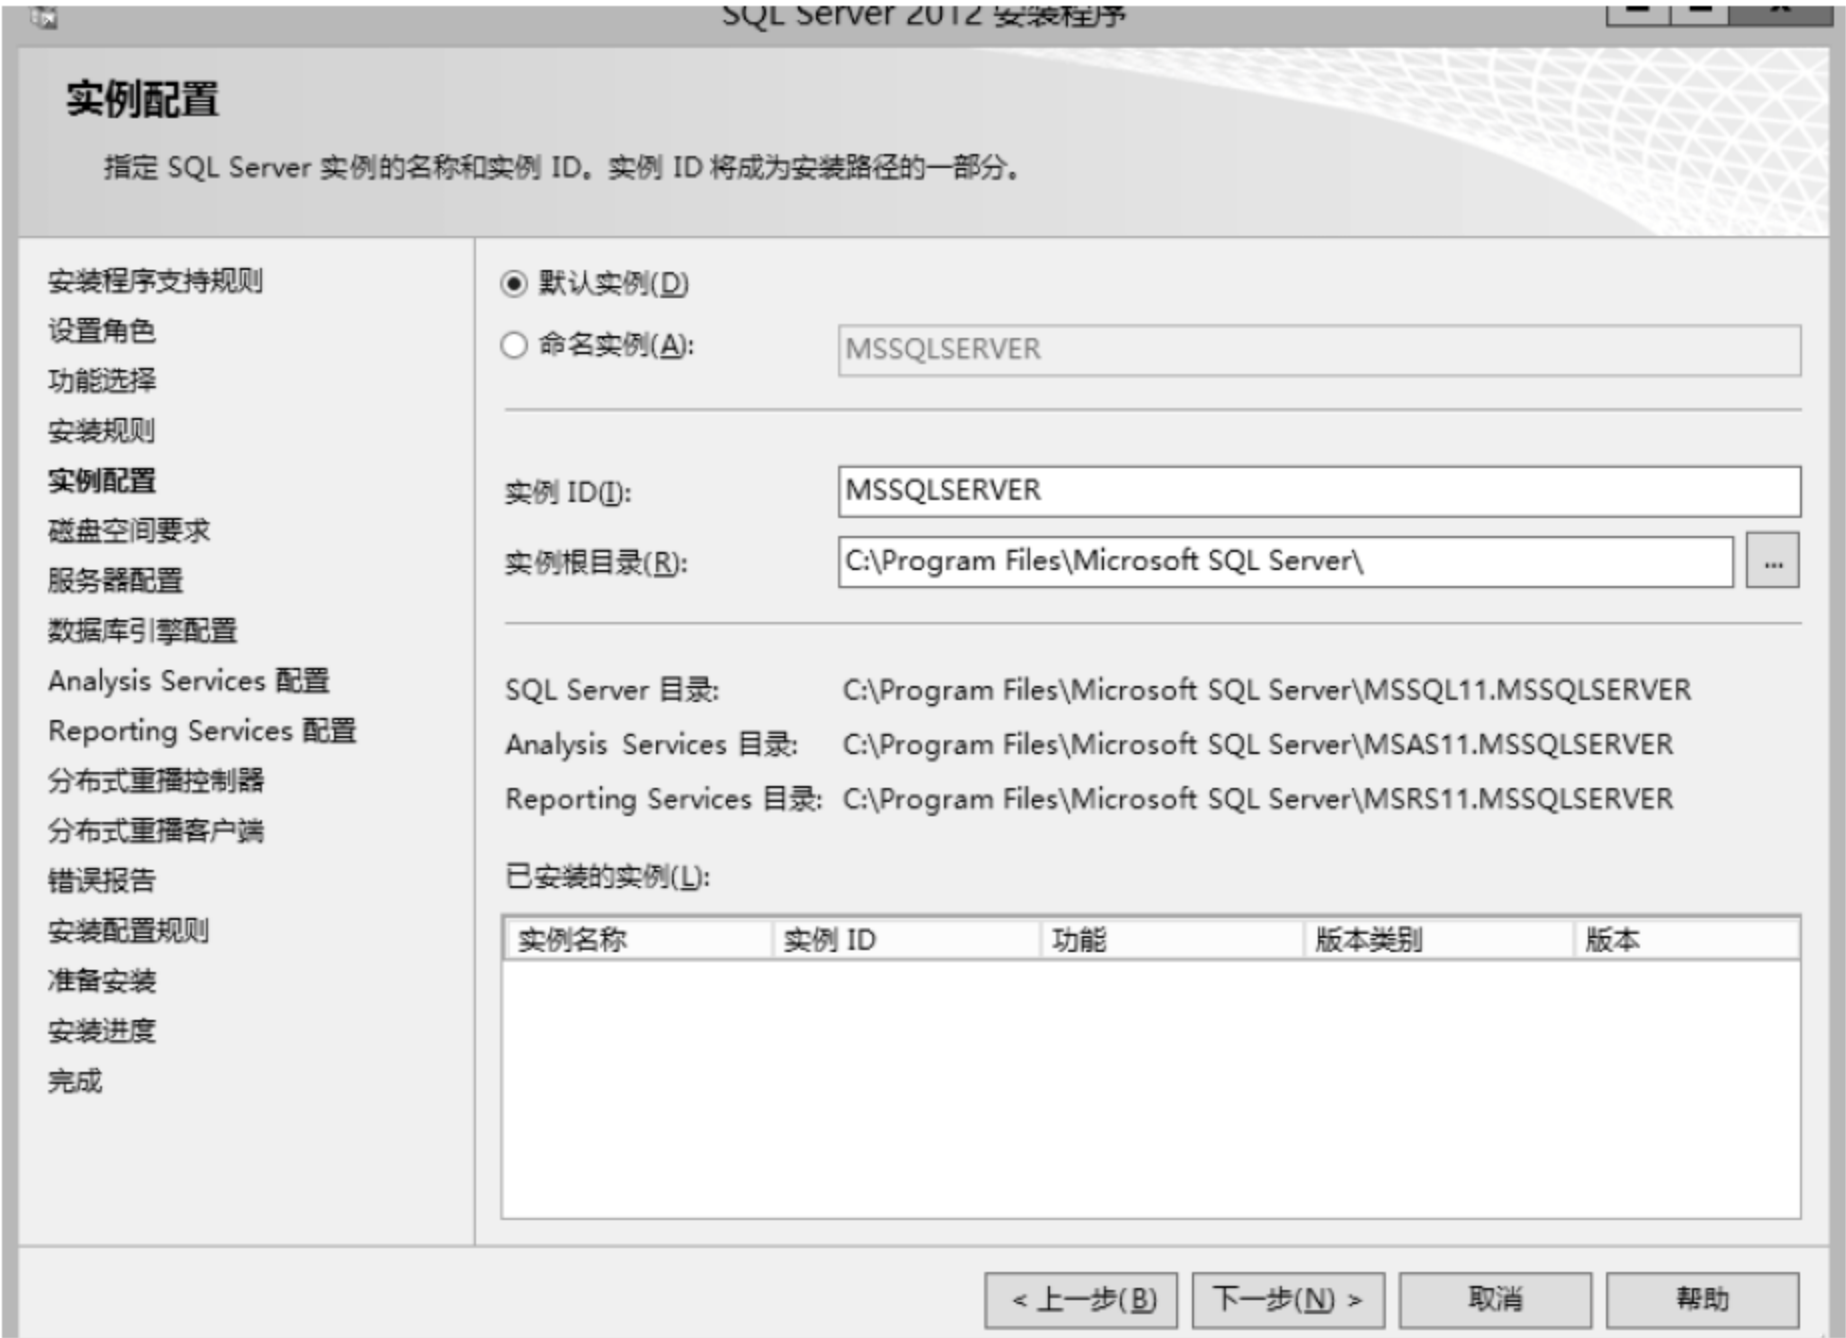 SQL Server 2012 安装程序
实例配置
指定 SQL Server 实例的名称和实例 ID。实例 ID 将成为安装路径的一部分。
安装程序支持规则
设置角色
功能选择
安装规则
实例配置
磁盘空间要求
服务器配置
数据库引擎配置
Analysis Services 配置
Reporting Services 配置
分布式重播控制器
分布式重播客户端
错误报告
安装配置规则
准备安装
安装进度
完成
默认实例(D)
命名实例(A): MSSQLSERVER
实例 ID(I): MSSQLSERVER
实例根目录(R): C:\Program Files\Microsoft SQL Server\ ...
SQL Server 目录: C:\Program Files\Microsoft SQL Server\MSSQL11.MSSQLSERVER
Analysis Services 目录: C:\Program Files\Microsoft SQL Server\MSAS11.MSSQLSERVER
Reporting Services 目录: C:\Program Files\Microsoft SQL Server\MSRS11.MSSQLSERVER
已安装的实例(L):
实例名称 实例 ID 功能 版本类别 版本
< 上一步(B) 下一步(N) > 取消 帮助